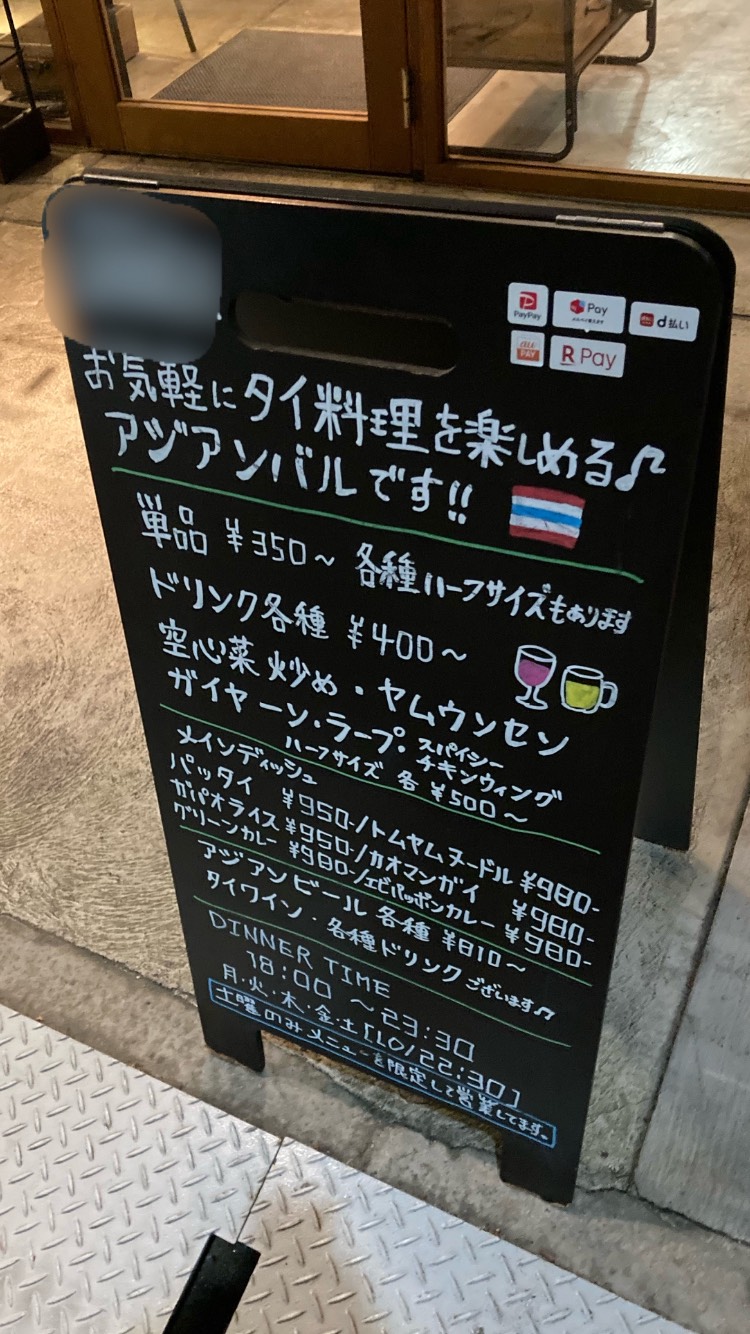 PayPay
Pay
メルペイ使えます
d払い
au PAY
R Pay
お気軽にタイ料理を楽しめる♪
アジアンバルです!!
単品 ¥350～ 各種ハーフサイズもあります
ドリンク各種 ¥400～
空心菜炒め・ヤムウンセン
ガイヤーン・ラープ・スパイシーチキンウィング
ハーフサイズ 各 ¥500～
メインディッシュ
パッタイ ¥950-/トムヤムヌードル ¥980-
ガパオライス ¥950-/カオマンガイ ¥980-
グリーンカレー ¥980-/エビパッポンカレー ¥980-
アジアンビール各種 ¥810～
タイワイン・各種ドリンクございます♪
DINNER TIME
18:00 ～23:30
月・火・木・金・土[LO/22:30]
土曜のみメニューを限定して営業してます。